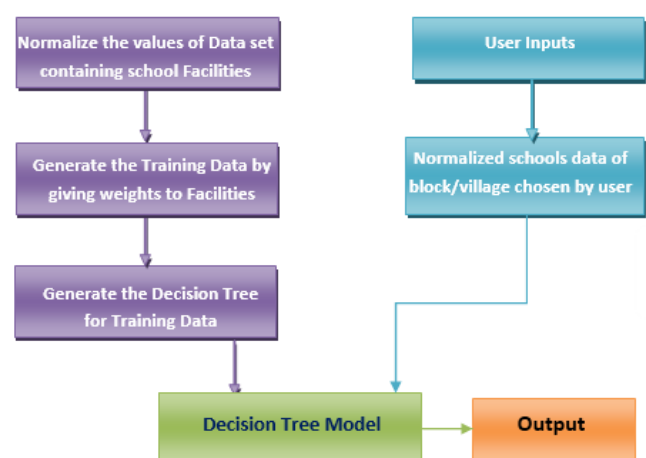 Normalize the values of Data set
containing school Facilities
Generate the Training Data by
giving weights to Facilities
Generate the Decision Tree
for Training Data
User Inputs
Normalized schools data of
block/village chosen by user
Decision Tree Model
Output